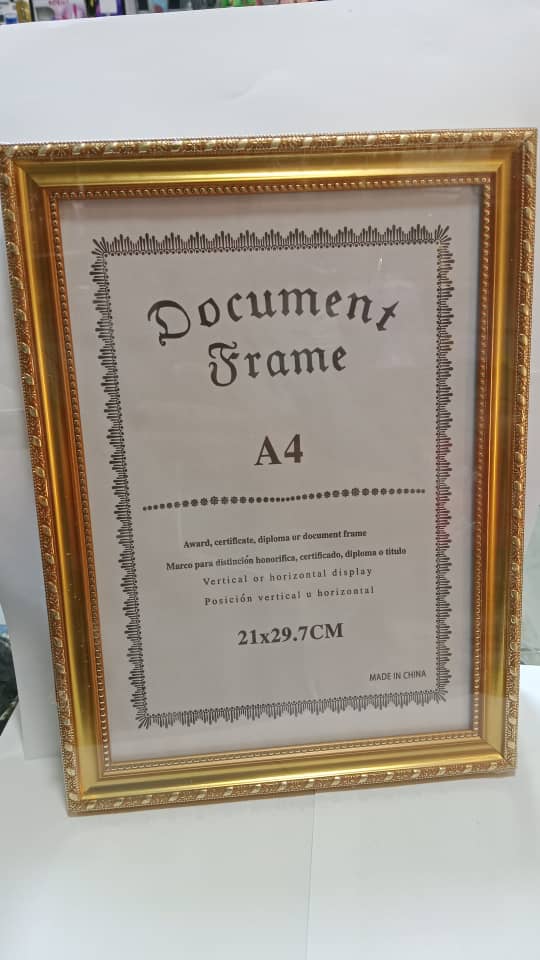 Document
Frame
A4
Award, certificate, diploma or document frame
Marco para distinción honorifica, certificado, diploma o titulo
Vertical or horizontal display
Posición vertical u horizontal
21x29.7CM
MADE IN CHINA